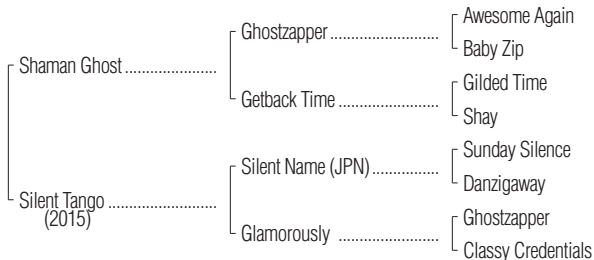 Awesome Again
Ghostzapper ........................
Baby Zip
Shaman Ghost ......................
Gilded Time
Getback Time ......................
Shay
Sunday Silence
Silent Name (JPN)................
Danzigaway
Silent Tango ..........................
(2015)
Ghostzapper
Glamorously ........................
Classy Credentials